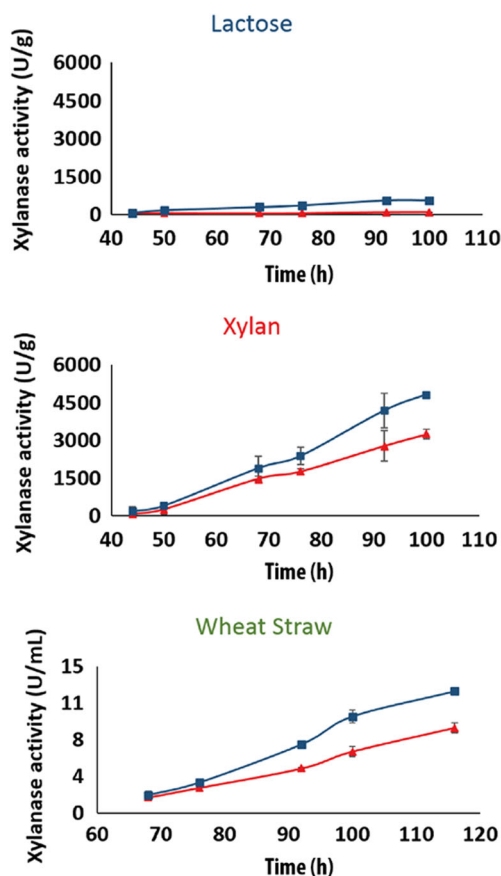 Lactose
Xylanase activity (U/g)
6000
4500
3000
1500
0
40 50 60 70 80 90 100 110
Time (h)
Xylan
Xylanase activity (U/g)
6000
4500
3000
1500
0
40 50 60 70 80 90 100 110
Time (h)
Wheat Straw
Xylanase activity (U/mL)
15
11
8
4
0
60 70 80 90 100 110 120
Time (h)